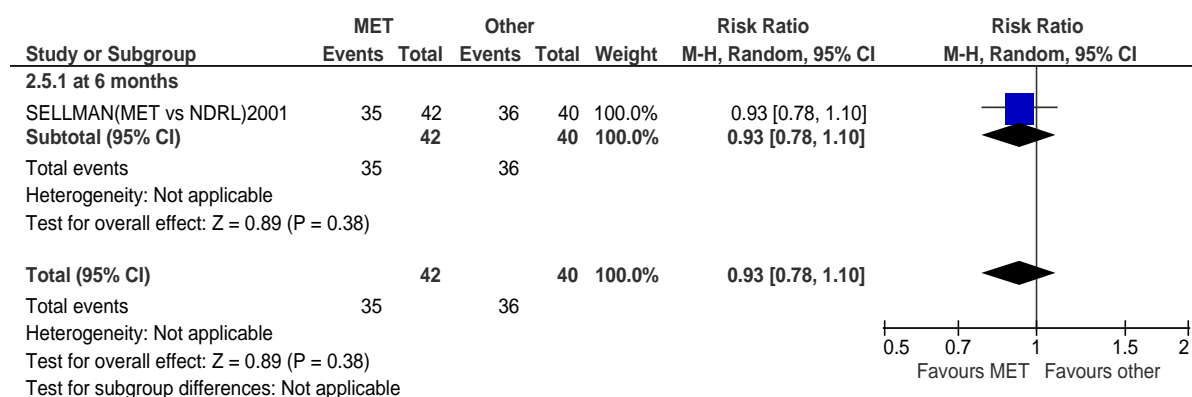 MET Other Risk Ratio Risk Ratio
Study or Subgroup Events Total Events Total Weight M-H, Random, 95% CI M-H, Random, 95% CI
2.5.1 at 6 months
SELLMAN(MET vs NDRL)2001 35 42 36 40 100.0% 0.93 [0.78, 1.10]
Subtotal (95% CI) 42 40 100.0% 0.93 [0.78, 1.10]
Total events 35 36
Heterogeneity: Not applicable
Test for overall effect: Z = 0.89 (P = 0.38)
Total (95% CI) 42 40 100.0% 0.93 [0.78, 1.10]
Total events 35 36
Heterogeneity: Not applicable
Test for overall effect: Z = 0.89 (P = 0.38)
Test for subgroup differences: Not applicable
0.5 0.7 1 1.5 2
Favours MET Favours other